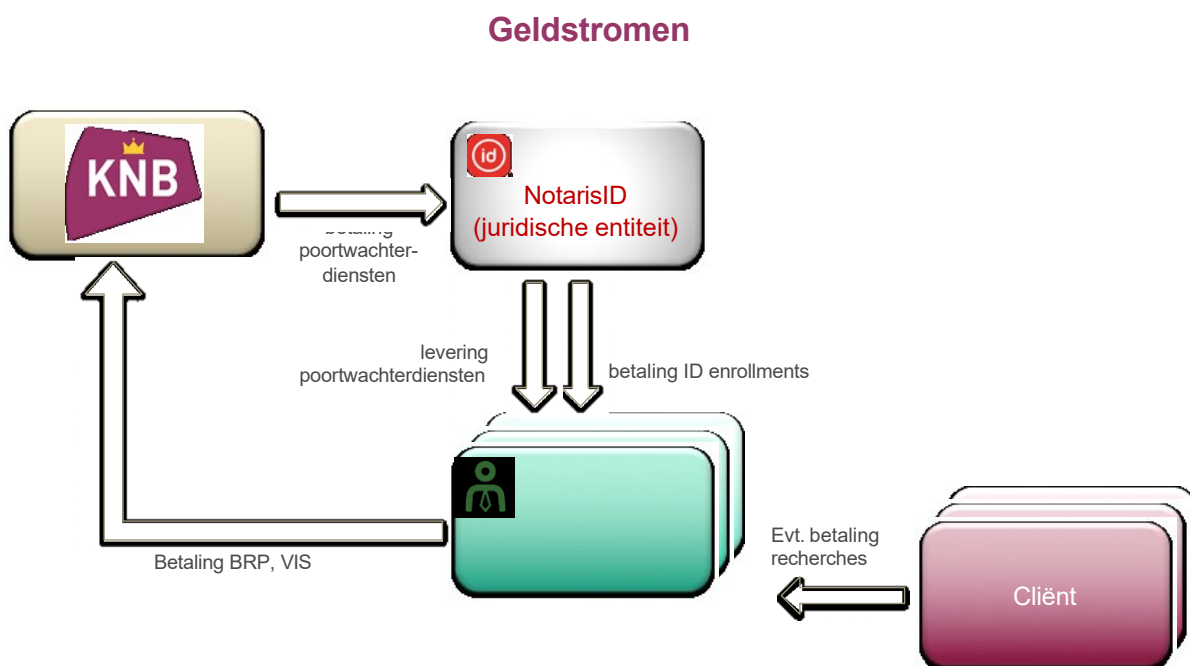 Geldstromen
KNB
id
NotarisID
(juridische entiteit)
betaling
poortwachter-
diensten
levering
poortwachterdiensten
betaling ID enrollments
Betaling BRP, VIS
Evt. betaling
recherches
Cliënt